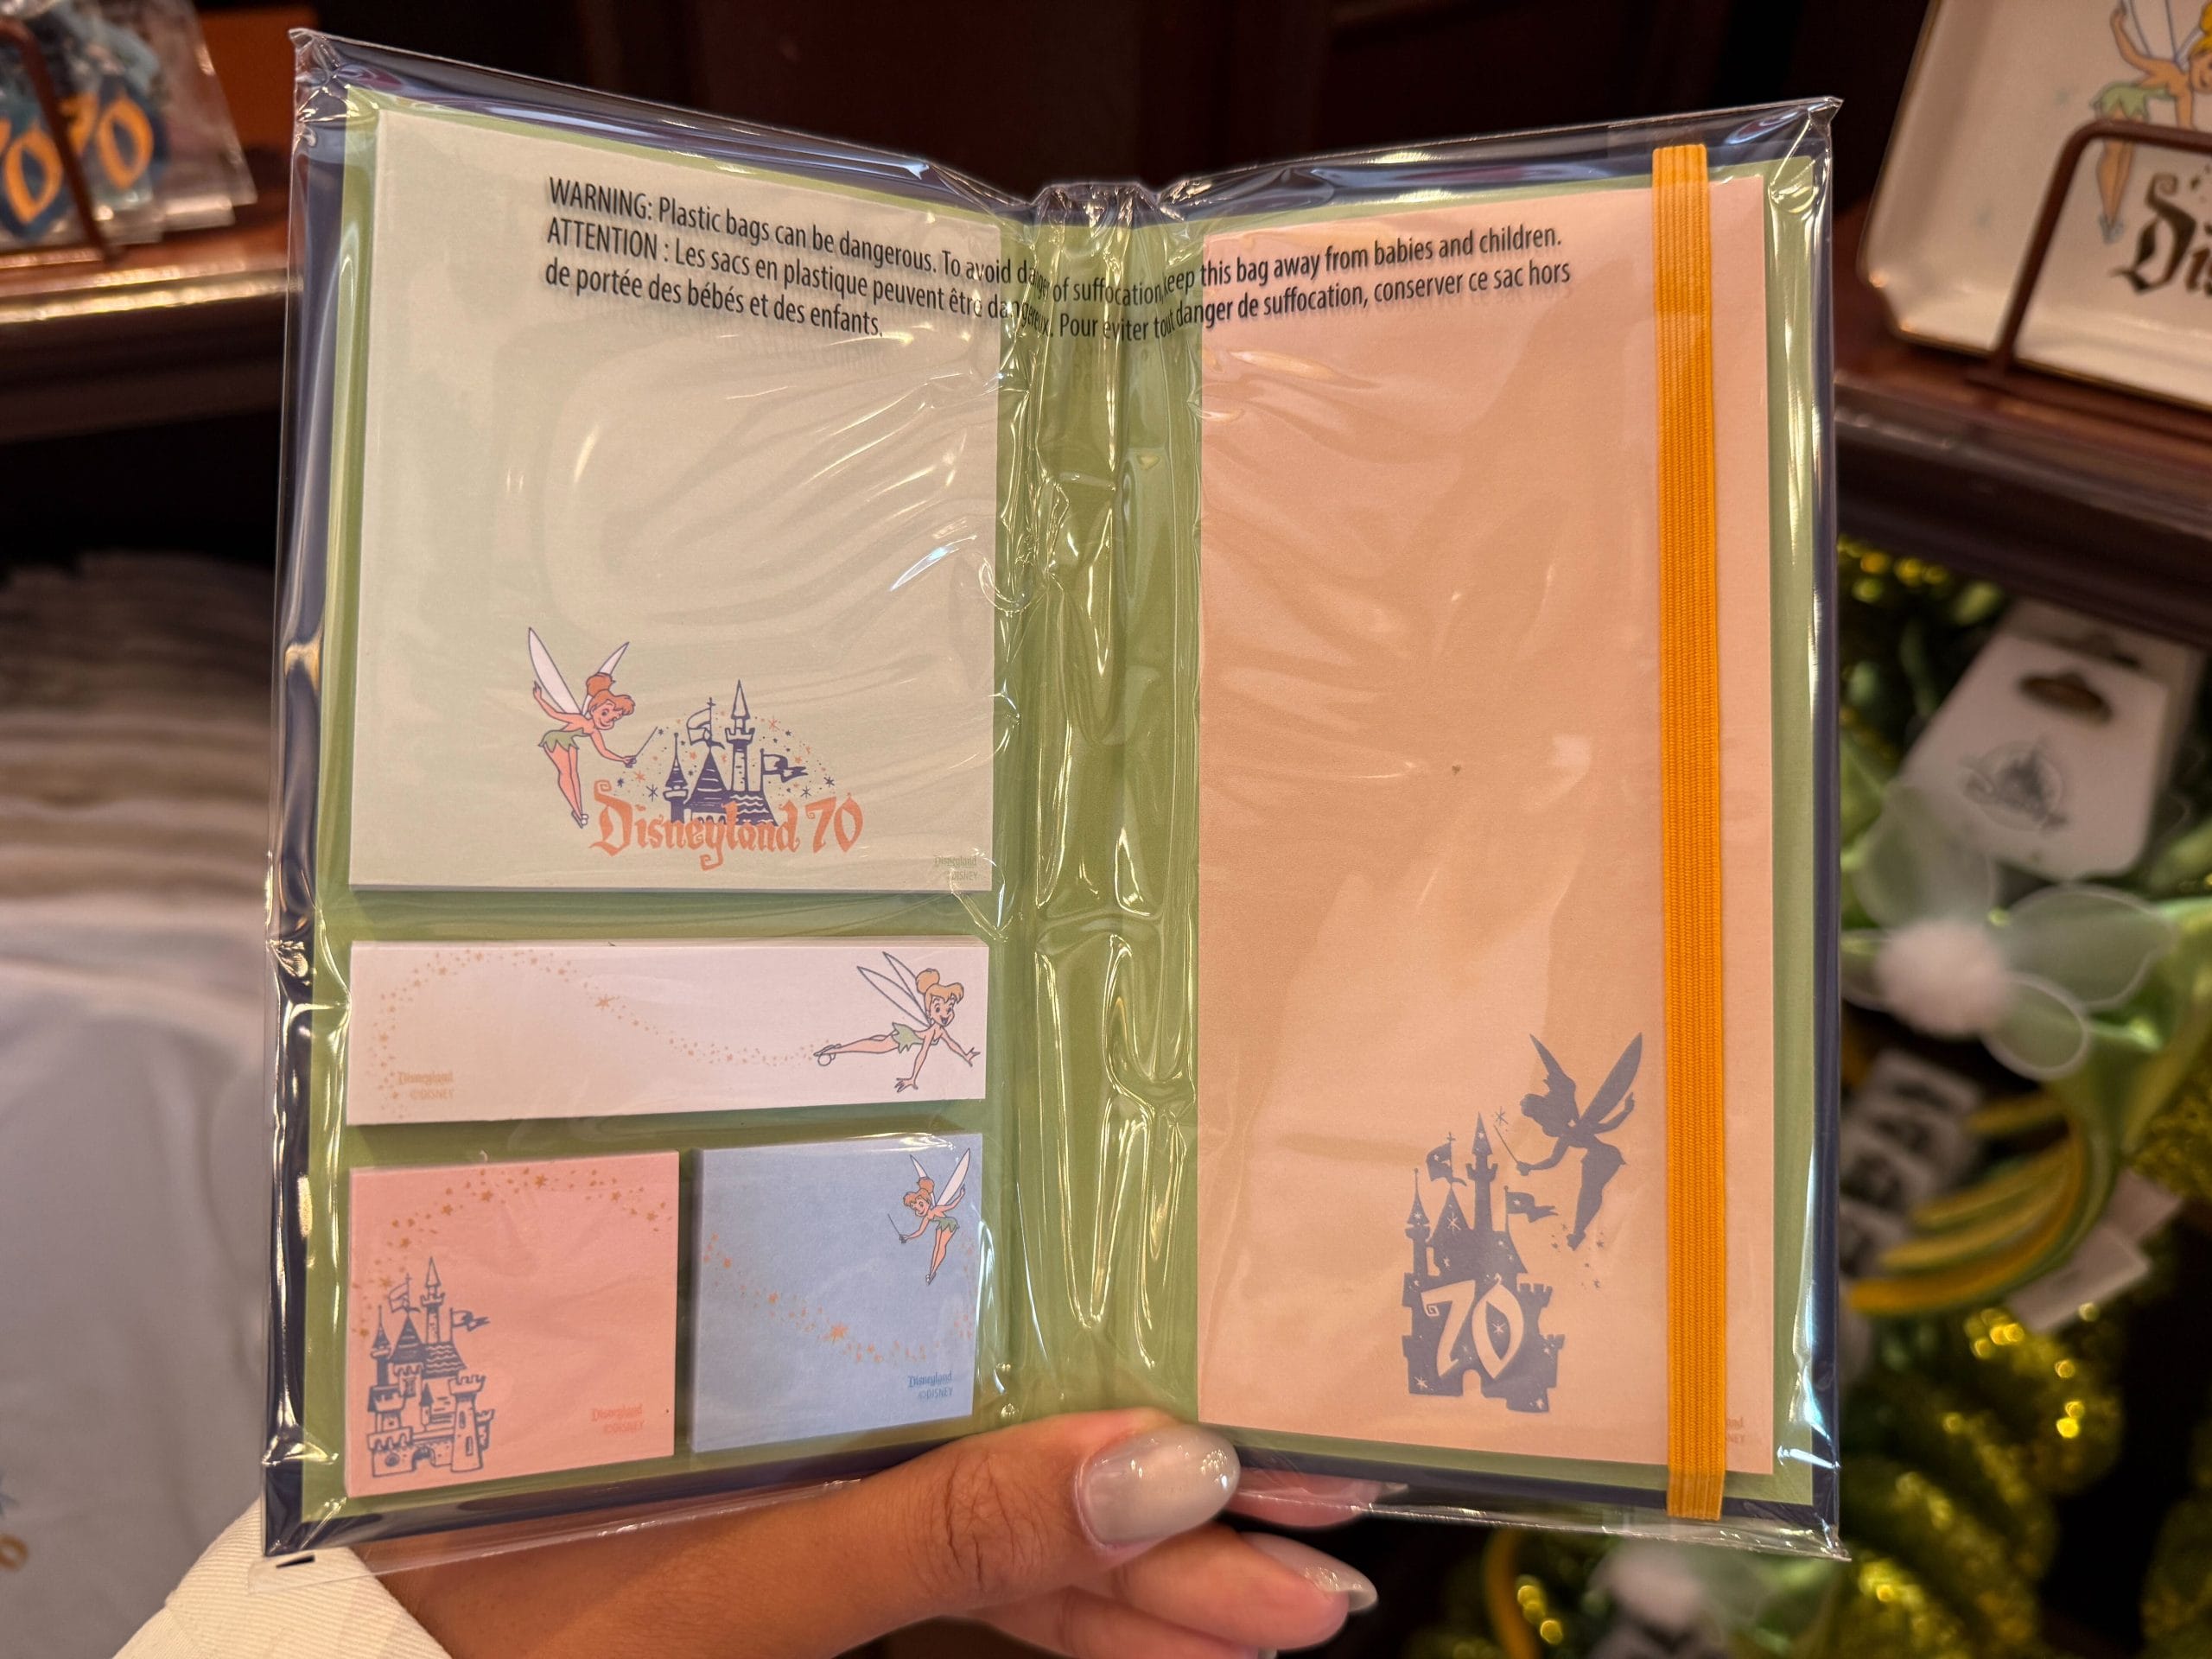 WARNING: Plastic bags can be dangerous. To avoid danger of suffocation, keep this bag away from babies and children.
ATTENTION : Les sacs en plastique peuvent être dangereux. Pour éviter tout danger de suffocation, conserver ce sac hors
de portée des bébés et des enfants.
Disneyland 70
Disneyland
©DISNEY
Disneyland
©DISNEY
Disneyland
©DISNEY
Disneyland
©DISNEY
70
70